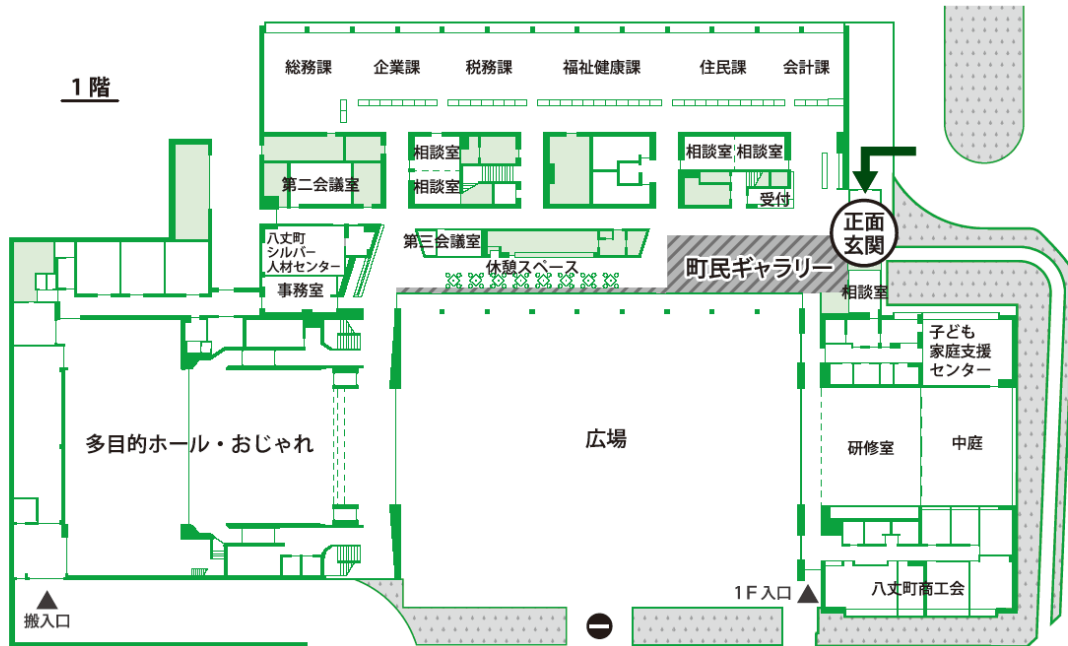 総務課
企業課
税務課
福祉健康課
住民課
会計課
1階
相談室
相談室
相談室
相談室
第二会議室
受付
正面
玄関
八丈町
シルバー
人材センター
第三会議室
休憩スペース
町民ギャラリー
事務室
相談室
子ども
家庭支援
センター
多目的ホール・おじゃれ
広場
研修室
中庭
八丈町商工会
1F入口
搬入口